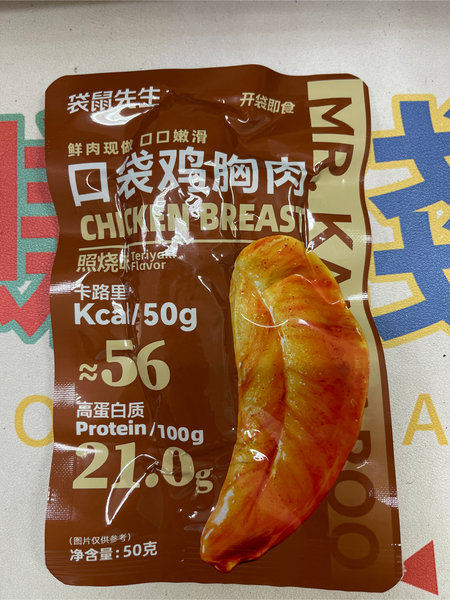 袋鼠先生
开袋即食
鲜肉现做 口口嫩滑
口袋鸡胸肉
CHICKEN BREAST
照烧味 Teriyaki
Flavor
卡路里
Kcal/50g
≈56
高蛋白质
Protein/100g
21.0g
(图片仅供参考)
净含量:50克
MR. KA
ROO
O
A